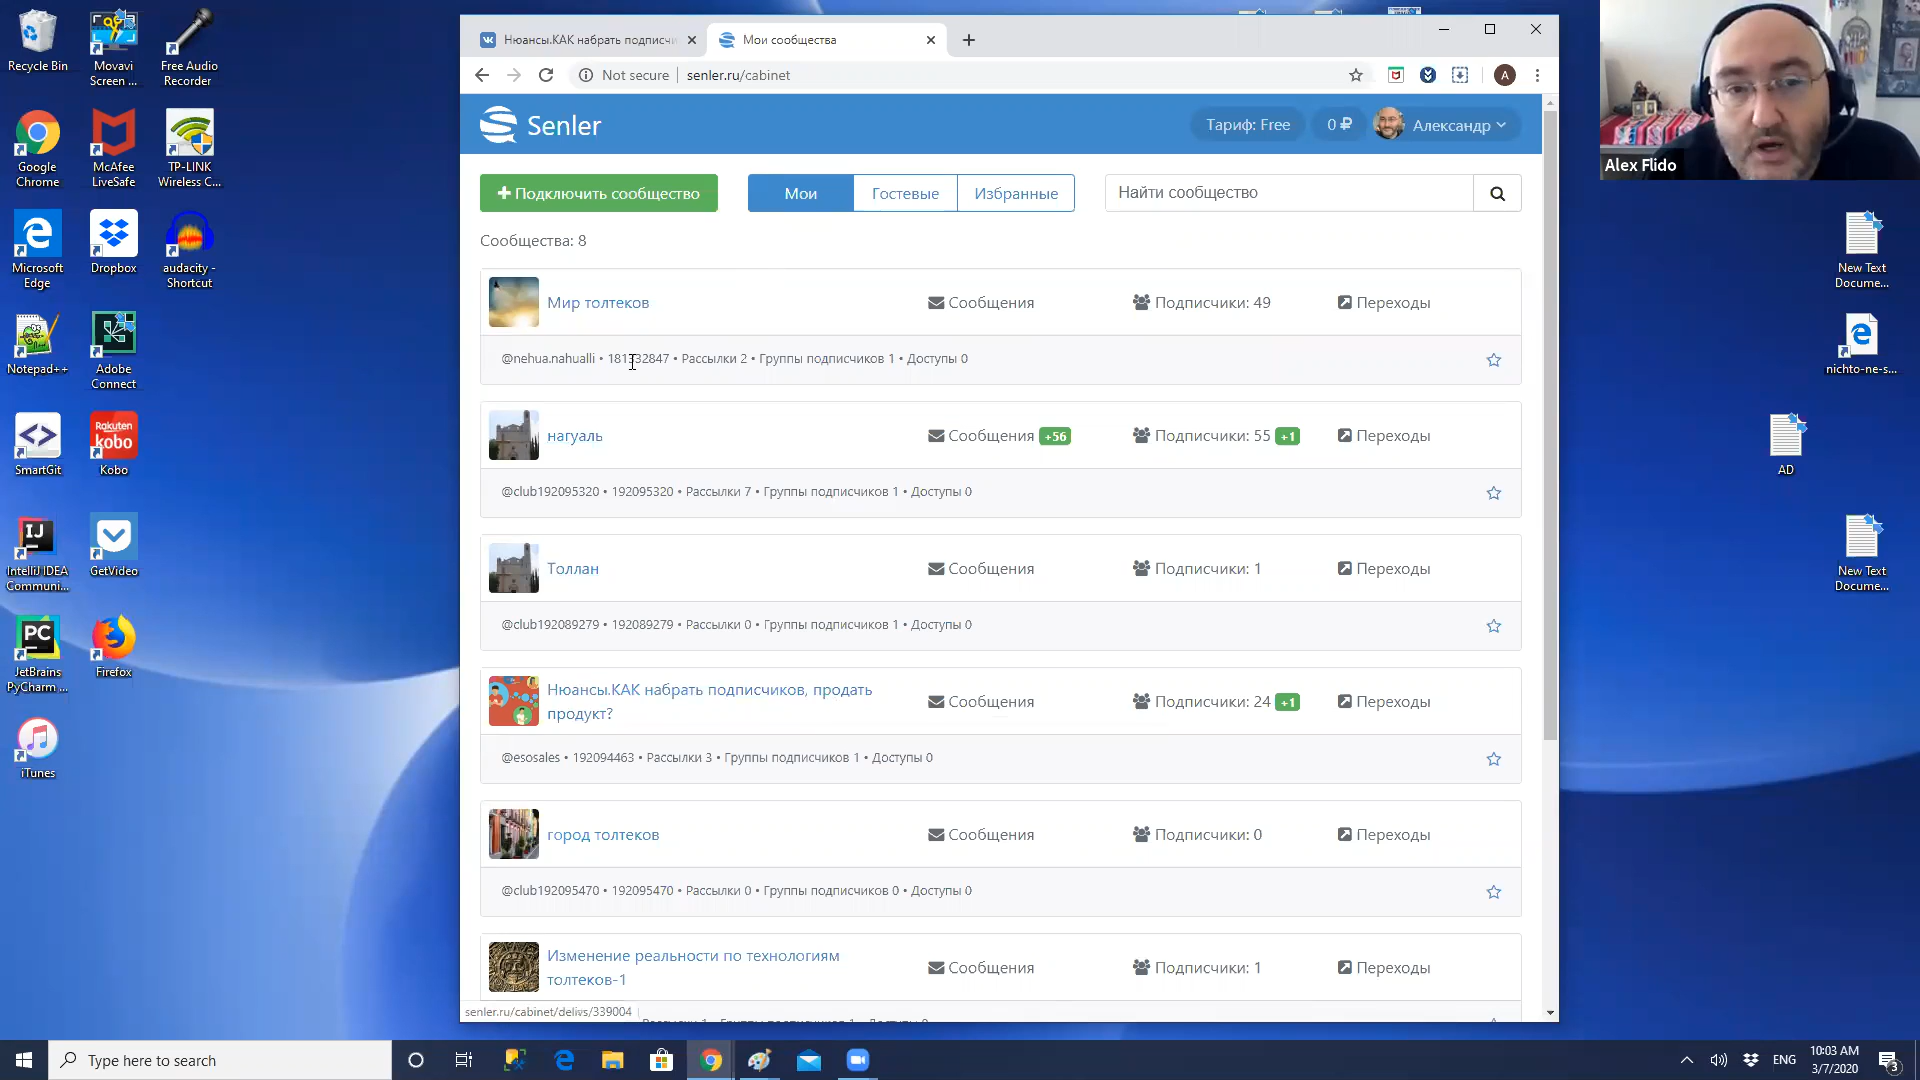 Recycle Bin
Movavi Screen ...
Free Audio Recorder
Google Chrome
McAfee LiveSafe
TP-LINK Wireless C...
Microsoft Edge
Dropbox
audacity - Shortcut
Notepad++
Adobe Connect
SmartGit
Rakuten kobo
Kobo
IntelliJ IDEA Communi...
GetVideo
JetBrains PyCharm ...
Firefox
iTunes
Нюансы.КАК набрать подписчи
Мои сообщества
Not secure senler.ru/cabinet
A
Senler
Тариф: Free
0 ₽
Александр
+ Подключить сообщество
Мои
Гостевые
Избранные
Найти сообщество
Сообщества: 8
Мир толтеков
Сообщения
Подписчики: 49
Переходы
@nehua.nahualli • 181332847 • Рассылки 2 • Группы подписчиков 1 • Доступы 0
нагуаль
Сообщения +56
Подписчики: 55 +1
Переходы
@club192095320 • 192095320 • Рассылки 7 • Группы подписчиков 1 • Доступы 0
Толлан
Сообщения
Подписчики: 1
Переходы
@club192089279 • 192089279 • Рассылки 0 • Группы подписчиков 1 • Доступы 0
Нюансы.КАК набрать подписчиков, продать
продукт?
Сообщения
Подписчики: 24 +1
Переходы
@esosales • 192094463 • Рассылки 3 • Группы подписчиков 1 • Доступы 0
город толтеков
Сообщения
Подписчики: 0
Переходы
@club192095470 • 192095470 • Рассылки 0 • Группы подписчиков 0 • Доступы 0
Изменение реальности по технологиям
толтеков-1
Сообщения
Подписчики: 1
Переходы
senler.ru/cabinet/delivs/339004
Alex Flido
New Text Docume...
nichto-ne-s...
AD
New Text Docume...
Type here to search
ENG
10:03 AM
3/7/2020
3